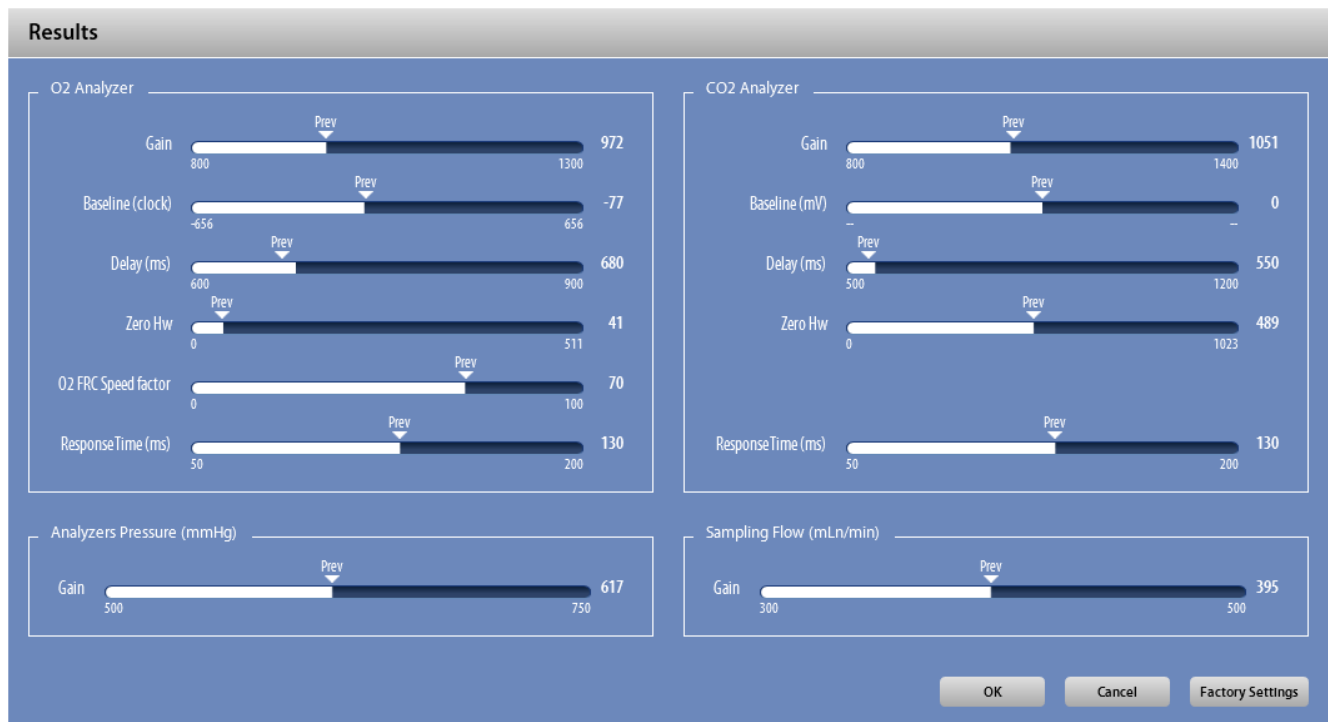 Results
O2 Analyzer
Prev
Gain 972
800 1300
Prev
Baseline (clock) -77
-656 656
Prev
Delay (ms) 680
600 900
Prev
Zero Hw 41
0 511
Prev
O2 FRC Speed factor 70
0 100
Prev
Response Time (ms) 130
50 200
CO2 Analyzer
Prev
Gain 1051
800 1400
Prev
Baseline (mV) 0
-- --
Prev
Delay (ms) 550
500 1200
Prev
Zero Hw 489
0 1023
Prev
Response Time (ms) 130
50 200
Analyzers Pressure (mmHg)
Prev
Gain 617
500 750
Sampling Flow (mLn/min)
Prev
Gain 395
300 500
OK Cancel Factory Settings